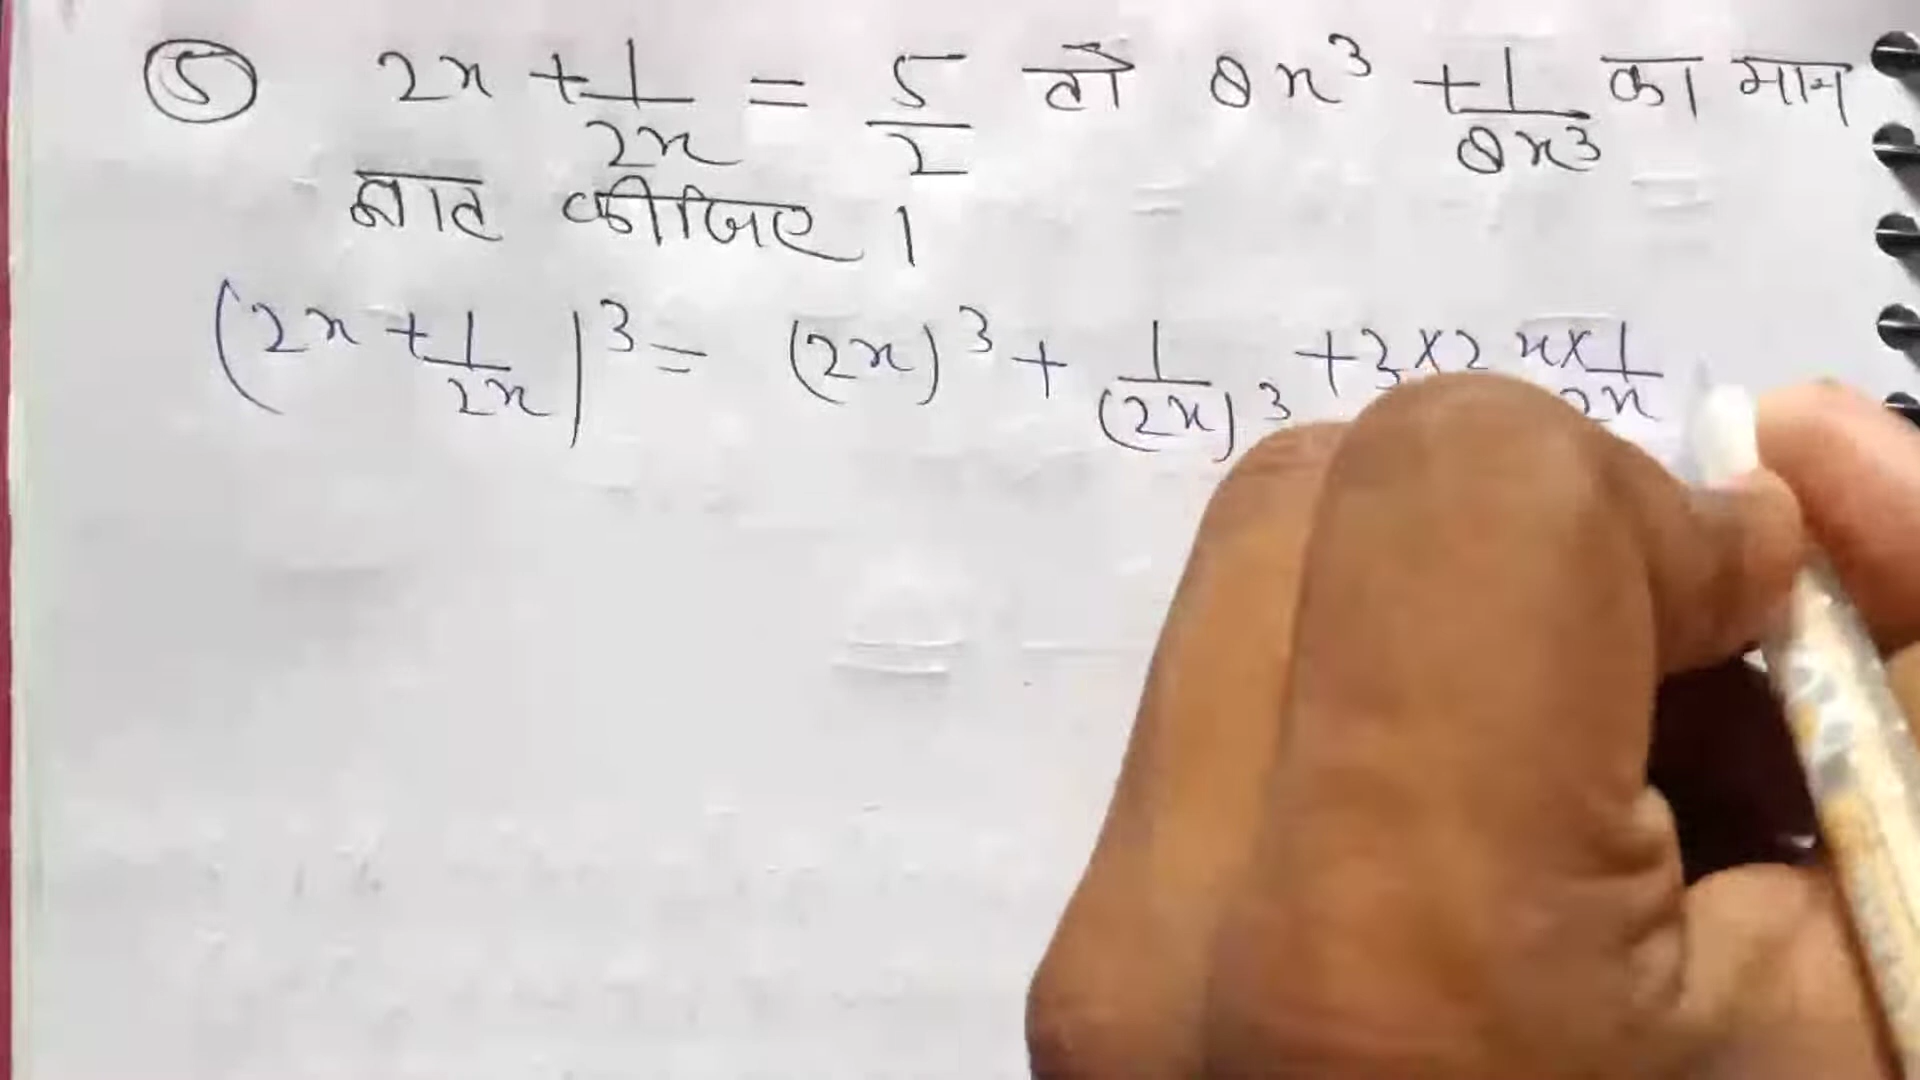 ⑤ 2x + 1/2x = 5/2 तो 8x³ + 1/8x³ का मान
ज्ञात कीजिए।
(2x + 1/2x)³ = (2x)³ + 1/(2x)³ + 3×2x×1/2x